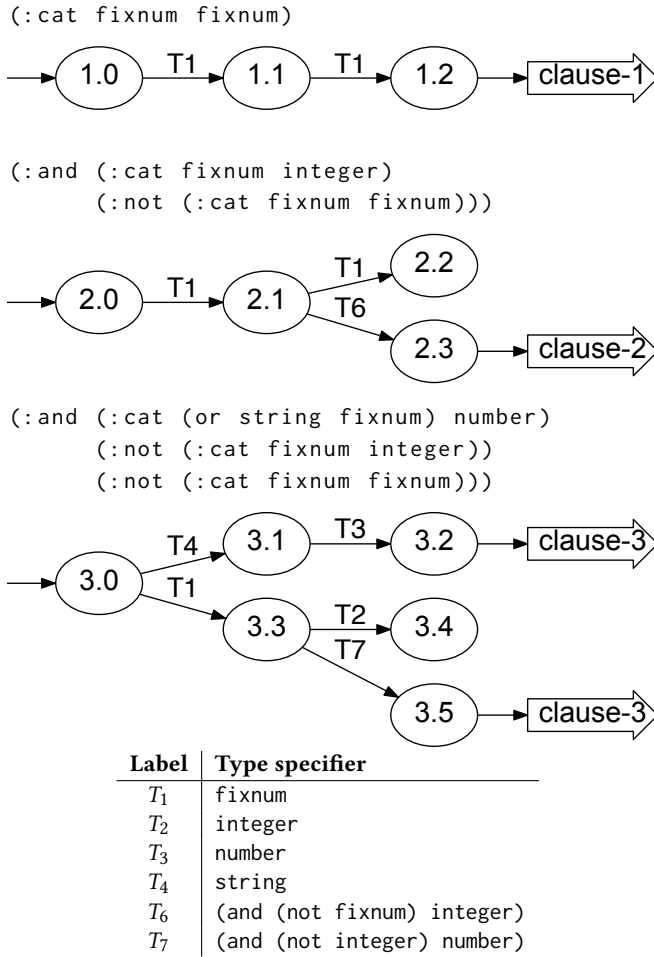 (:cat fixnum fixnum)
1.0 T1 1.1 T1 1.2 clause-1
(:and (:cat fixnum integer)
(:not (:cat fixnum fixnum)))
2.0 T1 2.1 T1 2.2
T6 2.3 clause-2
(:and (:cat (or string fixnum) number)
(:not (:cat fixnum integer))
(:not (:cat fixnum fixnum)))
3.0 T4 3.1 T3 3.2 clause-3
T1 3.3 T2 3.4
T7 3.5 clause-3
Label Type specifier
T1 fixnum
T2 integer
T3 number
T4 string
T6 (and (not fixnum) integer)
T7 (and (not integer) number)